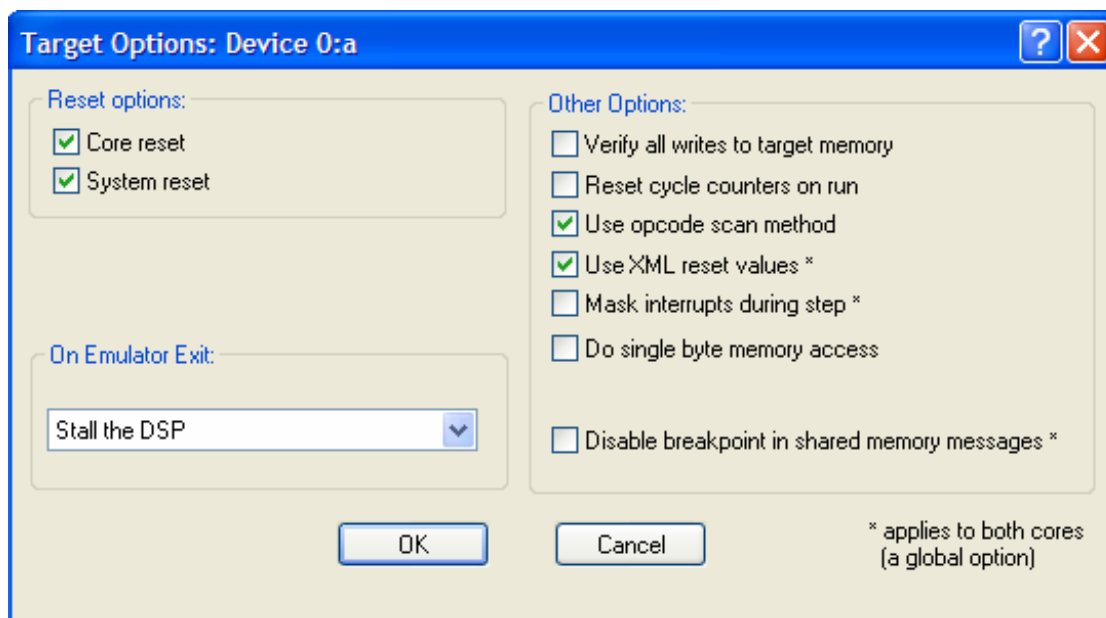 Target Options: Device 0:a
Reset options:
Core reset
System reset
On Emulator Exit:
Stall the DSP
Other Options:
Verify all writes to target memory
Reset cycle counters on run
Use opcode scan method
Use XML reset values *
Mask interrupts during step *
Do single byte memory access
Disable breakpoint in shared memory messages *
OK
Cancel
* applies to both cores
(a global option)